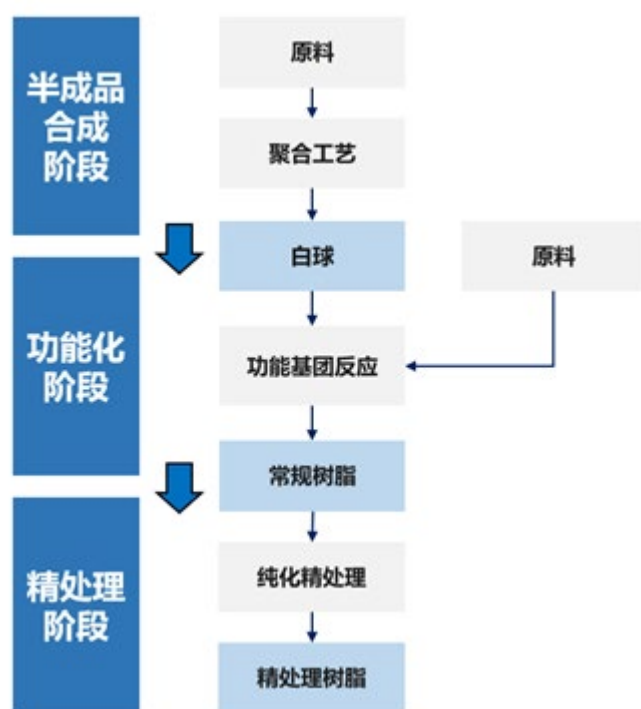 半成品
合成
阶段
原料
聚合工艺
白球
原料
功能化
阶段
功能基团反应
常规树脂
精处理
阶段
纯化精处理
精处理树脂